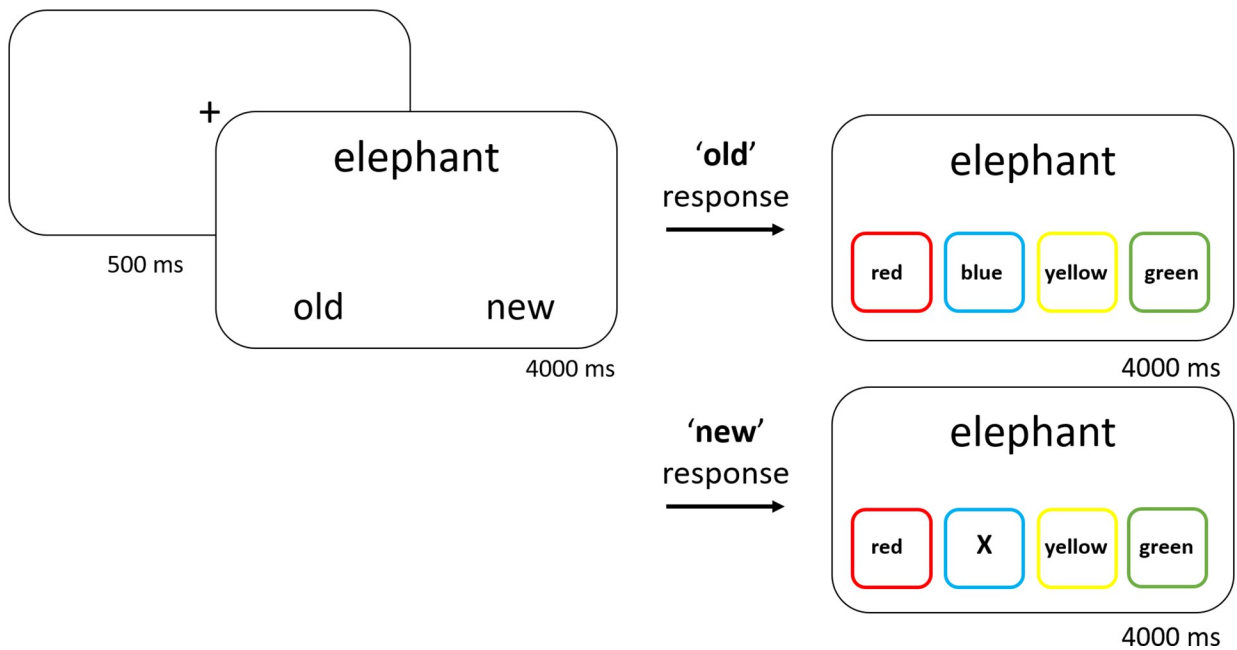 +
elephant
old new
500 ms
4000 ms
‘old’
response
elephant
red blue yellow green
4000 ms
‘new’
response
elephant
red X yellow green
4000 ms